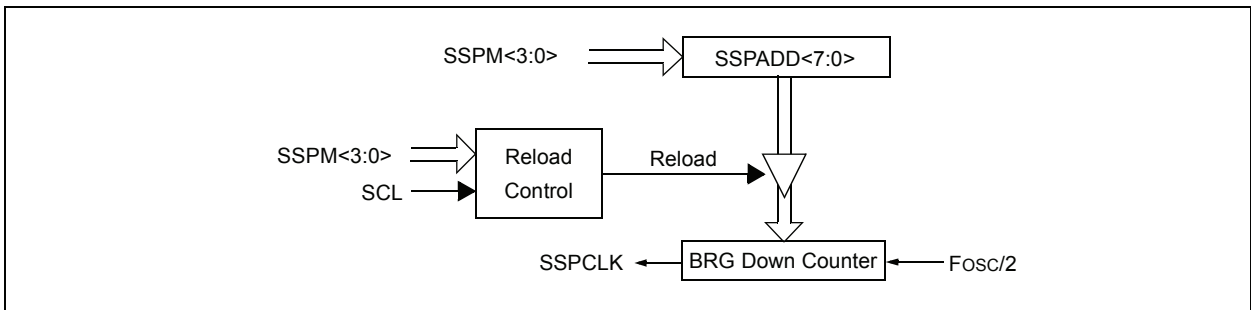 SSPM<3:0>
SSPADD<7:0>
SSPM<3:0>
SCL
Reload
Control
Reload
SSPCLK
BRG Down Counter
FOSC/2